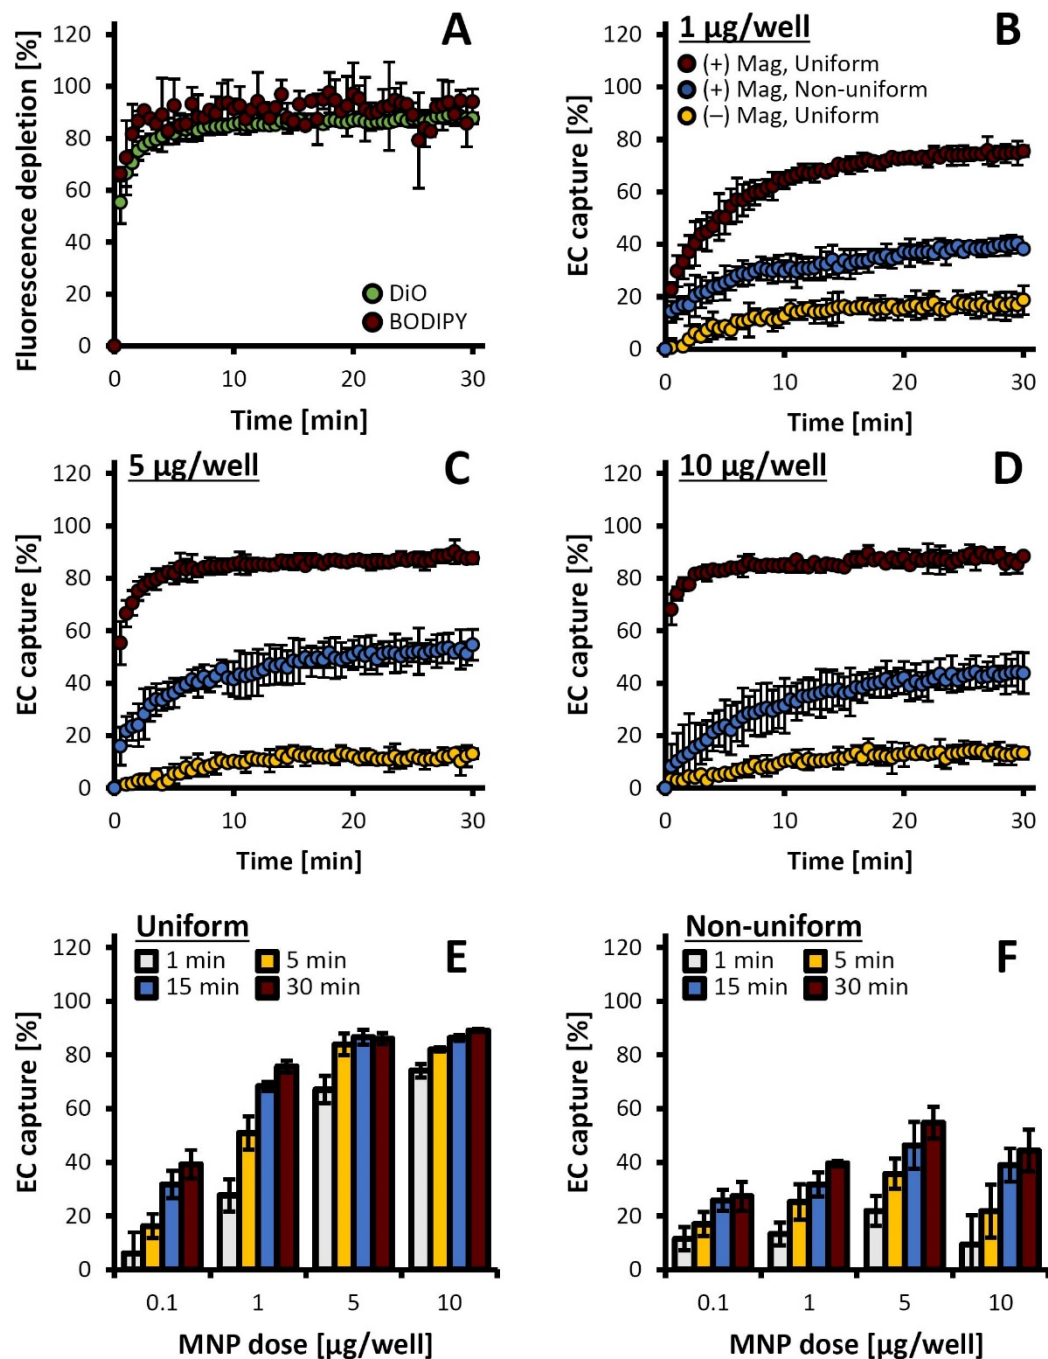 A
Fluorescence depletion [%]
120
100
80
60
40
20
0
DiO
BODIPY
0 10 20 30
Time [min]
B
1 µg/well
(+) Mag, Uniform
(+) Mag, Non-uniform
(−) Mag, Uniform
EC capture [%]
120
100
80
60
40
20
0
0 10 20 30
Time [min]
C
5 µg/well
EC capture [%]
120
100
80
60
40
20
0
0 10 20 30
Time [min]
D
10 µg/well
EC capture [%]
120
100
80
60
40
20
0
0 10 20 30
Time [min]
E
Uniform
1 min 5 min
15 min 30 min
EC capture [%]
120
100
80
60
40
20
0
0.1 1 5 10
MNP dose [µg/well]
F
Non-uniform
1 min 5 min
15 min 30 min
EC capture [%]
120
100
80
60
40
20
0
0.1 1 5 10
MNP dose [µg/well]